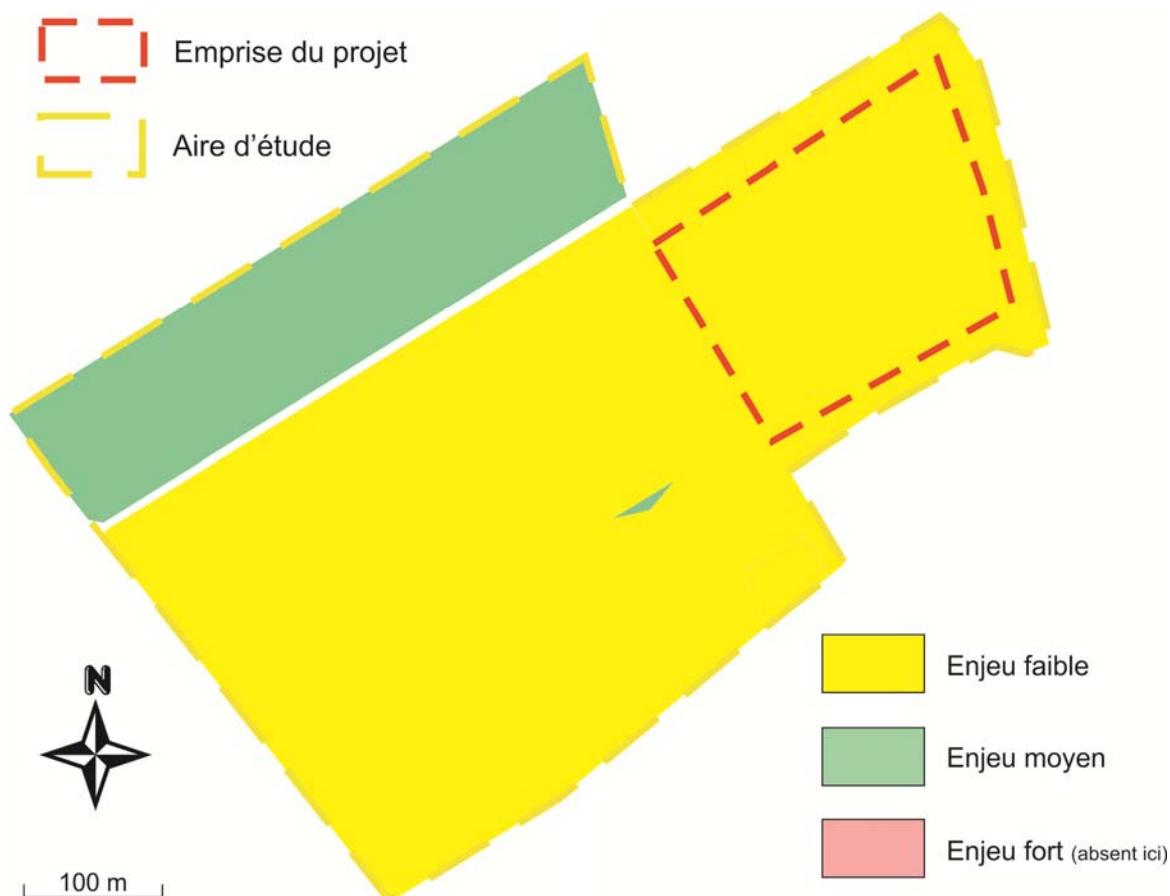 Emprise du projet
Aire d’étude
N
100 m
Enjeu faible
Enjeu moyen
Enjeu fort (absent ici)